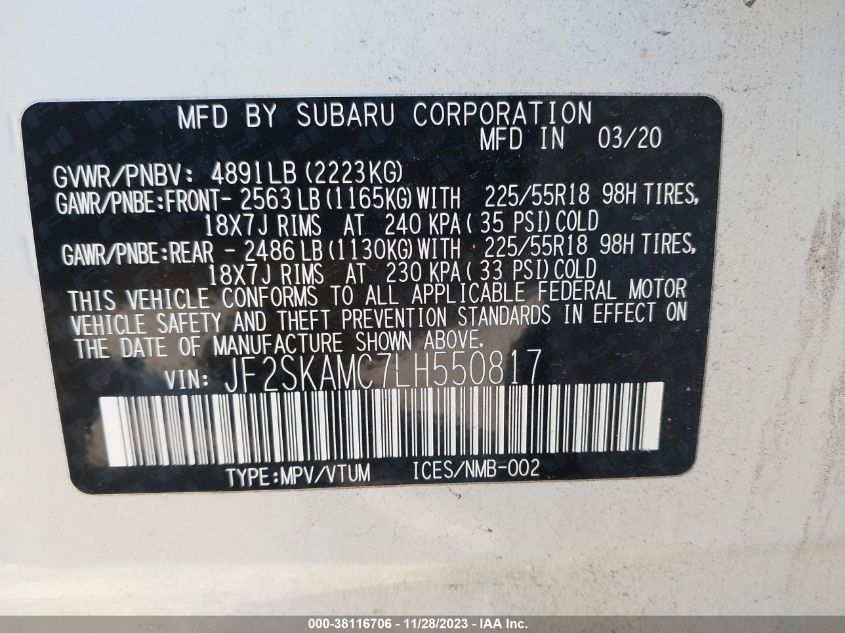 MFD BY SUBARU CORPORATION
MFD IN 03/20
GVWR/PNBV: 4891LB (2223KG)
GAWR/PNBE:FRONT- 2563 LB (1165KG) WITH 225/55R18 98H TIRES,
18X7J RIMS AT 240 KPA (35 PSI) COLD
GAWR/PNBE:REAR - 2486 LB (1130KG) WITH 225/55R18 98H TIRES,
18X7J RIMS AT 230 KPA (33 PSI) COLD
THIS VEHICLE CONFORMS TO ALL APPLICABLE FEDERAL MOTOR
VEHICLE SAFETY AND THEFT PREVENTION STANDARDS IN EFFECT ON
THE DATE OF MANUFACTURE SHOWN ABOVE.
VIN: JF2SKAMC7LH550817
TYPE:MPV/VTUM ICES/NMB-002
000-38116706 - 11/28/2023 - IAA Inc.